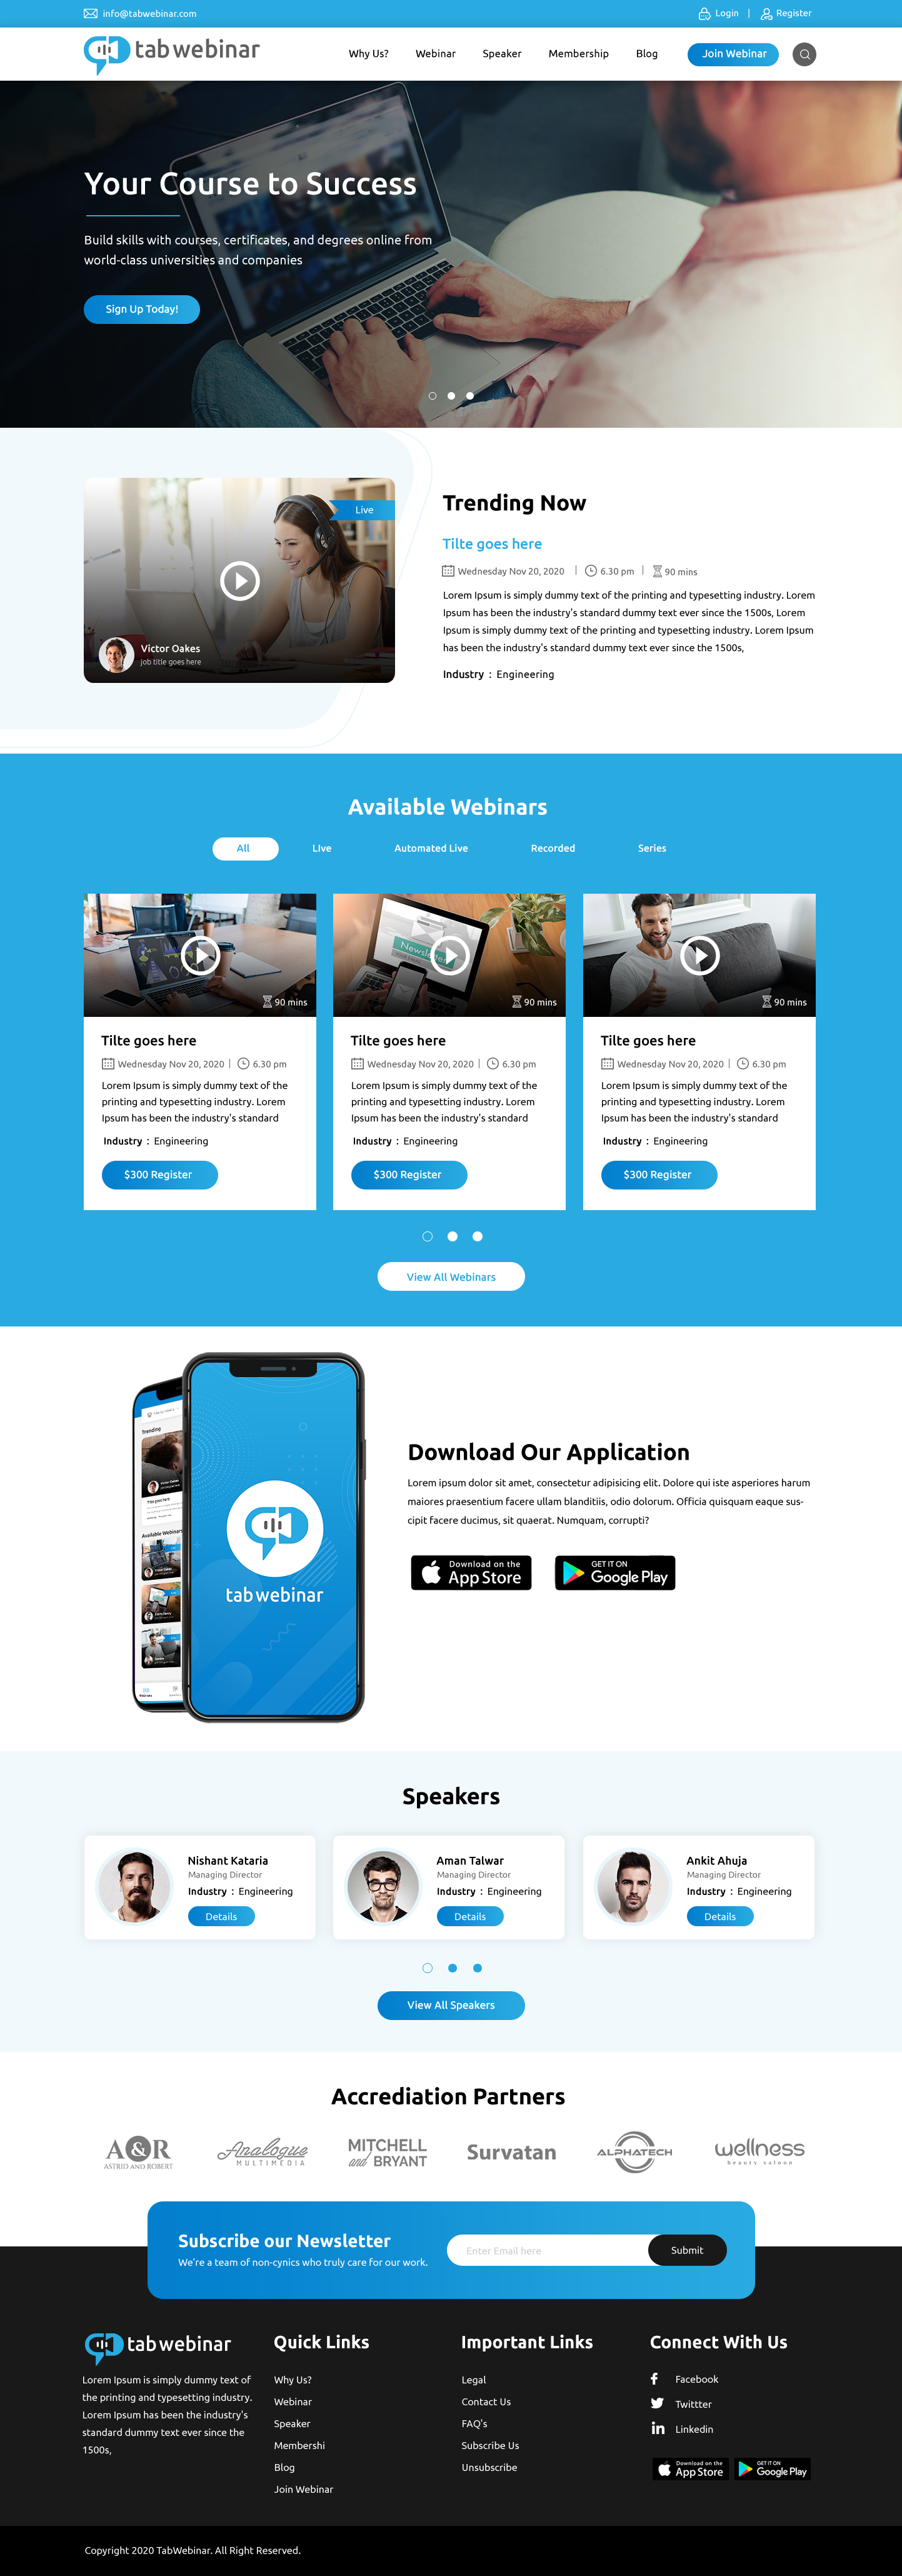 info@tabwebinar.com
Login | Register
tab webinar
Why Us?
Webinar
Speaker
Membership
Blog
Join Webinar
Your Course to Success
Build skills with courses, certificates, and degrees online from
world-class universities and companies
Sign Up Today!
Live
Victor Oakes
job title goes here
Trending Now
Tilte goes here
Wednesday Nov 20, 2020 | 6.30 pm | 90 mins
Lorem Ipsum is simply dummy text of the printing and typesetting industry. Lorem
Ipsum has been the industry's standard dummy text ever since the 1500s, Lorem
Ipsum is simply dummy text of the printing and typesetting industry. Lorem Ipsum
has been the industry's standard dummy text ever since the 1500s,
Industry : Engineering
Available Webinars
All
LIve
Automated Live
Recorded
Series
90 mins
Tilte goes here
Wednesday Nov 20, 2020 | 6.30 pm
Lorem Ipsum is simply dummy text of the
printing and typesetting industry. Lorem
Ipsum has been the industry's standard
Industry : Engineering
$300 Register
Newsletter
90 mins
Tilte goes here
Wednesday Nov 20, 2020 | 6.30 pm
Lorem Ipsum is simply dummy text of the
printing and typesetting industry. Lorem
Ipsum has been the industry's standard
Industry : Engineering
$300 Register
90 mins
Tilte goes here
Wednesday Nov 20, 2020 | 6.30 pm
Lorem Ipsum is simply dummy text of the
printing and typesetting industry. Lorem
Ipsum has been the industry's standard
Industry : Engineering
$300 Register
View All Webinars
Trending
Available Webinars
tab webinar
Download Our Application
Lorem ipsum dolor sit amet, consectetur adipisicing elit. Dolore qui iste asperiores harum
maiores praesentium facere ullam blanditiis, odio dolorum. Officia quisquam eaque sus-
cipit facere ducimus, sit quaerat. Numquam, corrupti?
Download on the
App Store
GET IT ON
Google Play
Speakers
Nishant Kataria
Managing Director
Industry : Engineering
Details
Aman Talwar
Managing Director
Industry : Engineering
Details
Ankit Ahuja
Managing Director
Industry : Engineering
Details
View All Speakers
Accrediation Partners
A&R
ASTRID AND ROBERT
Analogue
MULTIMEDIA
MITCHELL
and BRYANT
Survatan
ALPHATECH
wellness
beauty saloon
Subscribe our Newsletter
We're a team of non-cynics who truly care for our work.
Enter Email here
Submit
tab webinar
Lorem Ipsum is simply dummy text of
the printing and typesetting industry.
Lorem Ipsum has been the industry's
standard dummy text ever since the
1500s,
Quick Links
Why Us?
Webinar
Speaker
Membershi
Blog
Join Webinar
Important Links
Legal
Contact Us
FAQ's
Subscribe Us
Unsubscribe
Connect With Us
Facebook
Twittter
Linkedin
Download on the
App Store
GET IT ON
Google Play
Copyright 2020 TabWebinar. All Right Reserved.